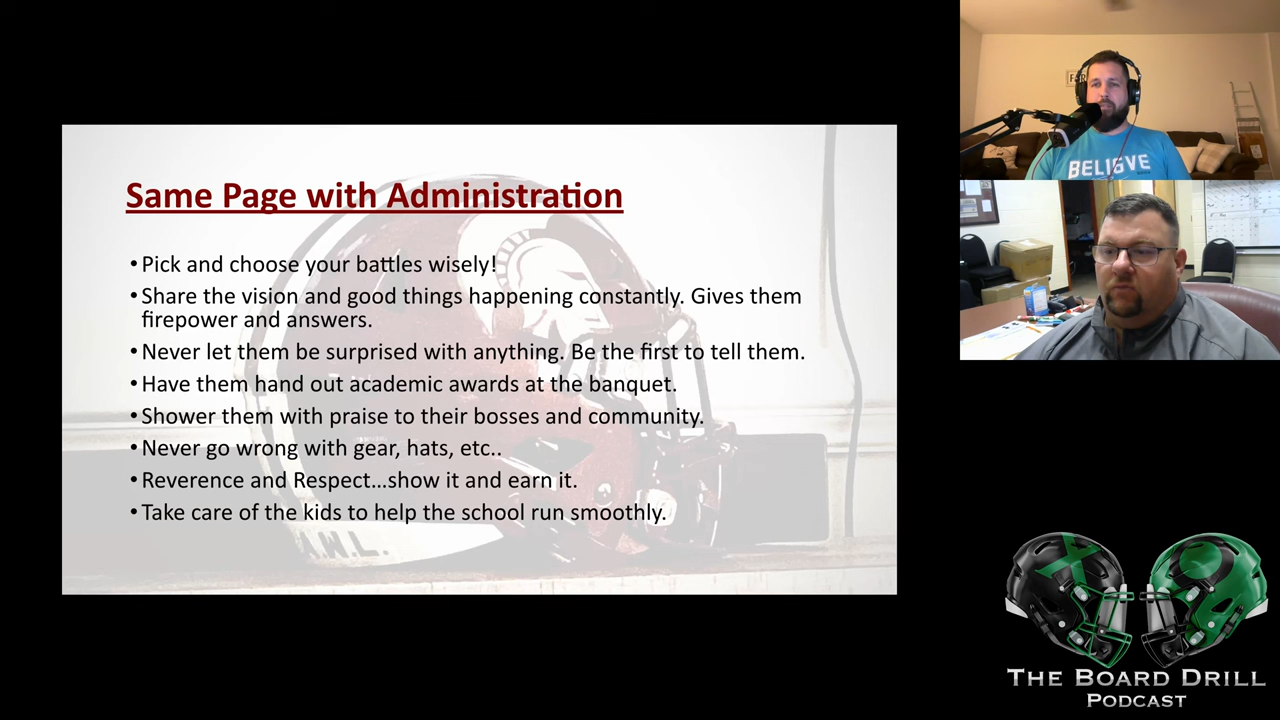 Same Page with Administration
•Pick and choose your battles wisely!
•Share the vision and good things happening constantly. Gives them
firepower and answers.
•Never let them be surprised with anything. Be the first to tell them.
•Have them hand out academic awards at the banquet.
•Shower them with praise to their bosses and community.
•Never go wrong with gear, hats, etc..
•Reverence and Respect…show it and earn it.
•Take care of the kids to help the school run smoothly.
A.N.L.
BELIEVE
THE BOARD DRILL
PODCAST